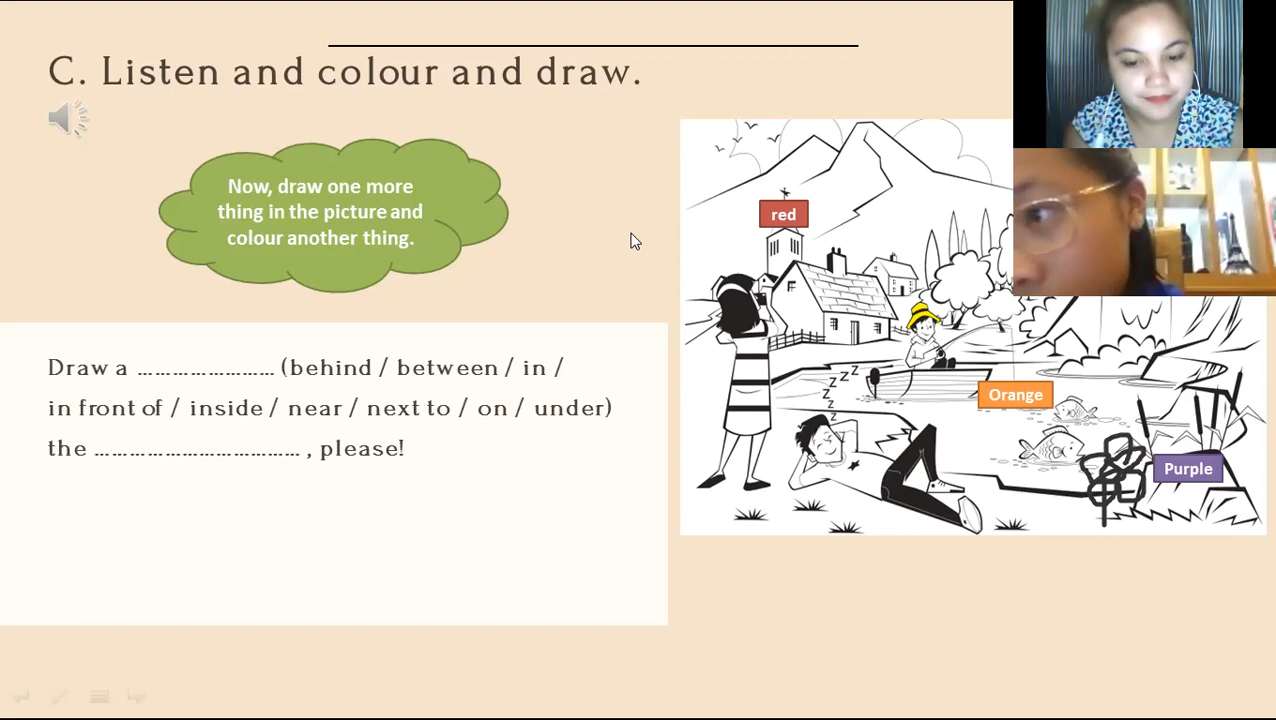 C. Listen and colour and draw.
Now, draw one more
thing in the picture and
colour another thing.
Draw a ........................ (behind / between / in /
in front of / inside / near / next to / on / under)
the .................................... , please!
red
z z z
z
z
z
Orange
Purple